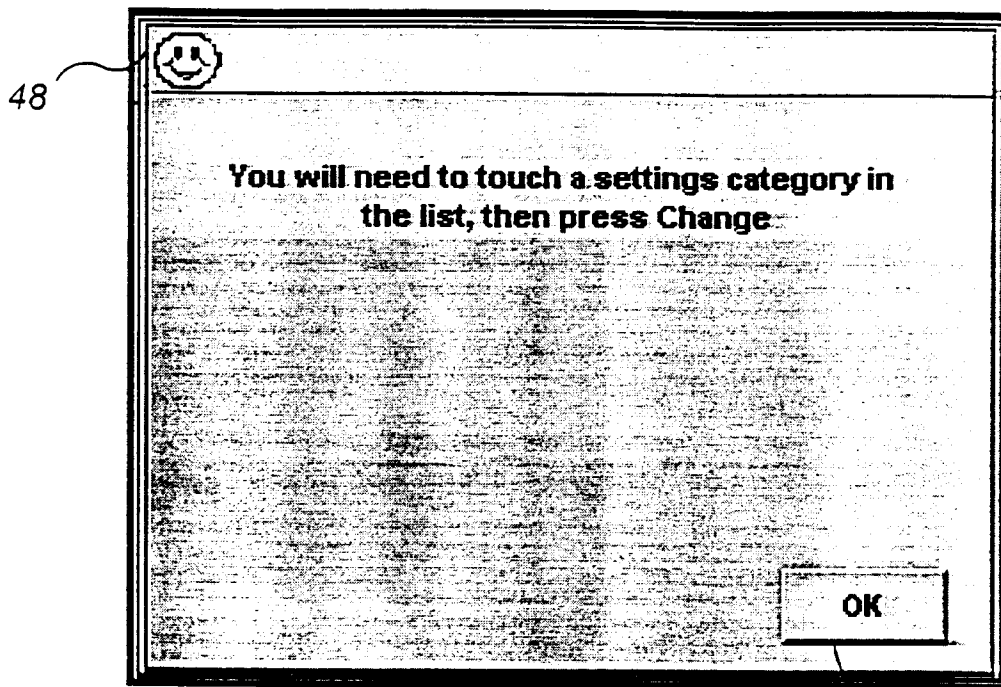 48
You will need to touch a settings category in
the list, then press Change
OK